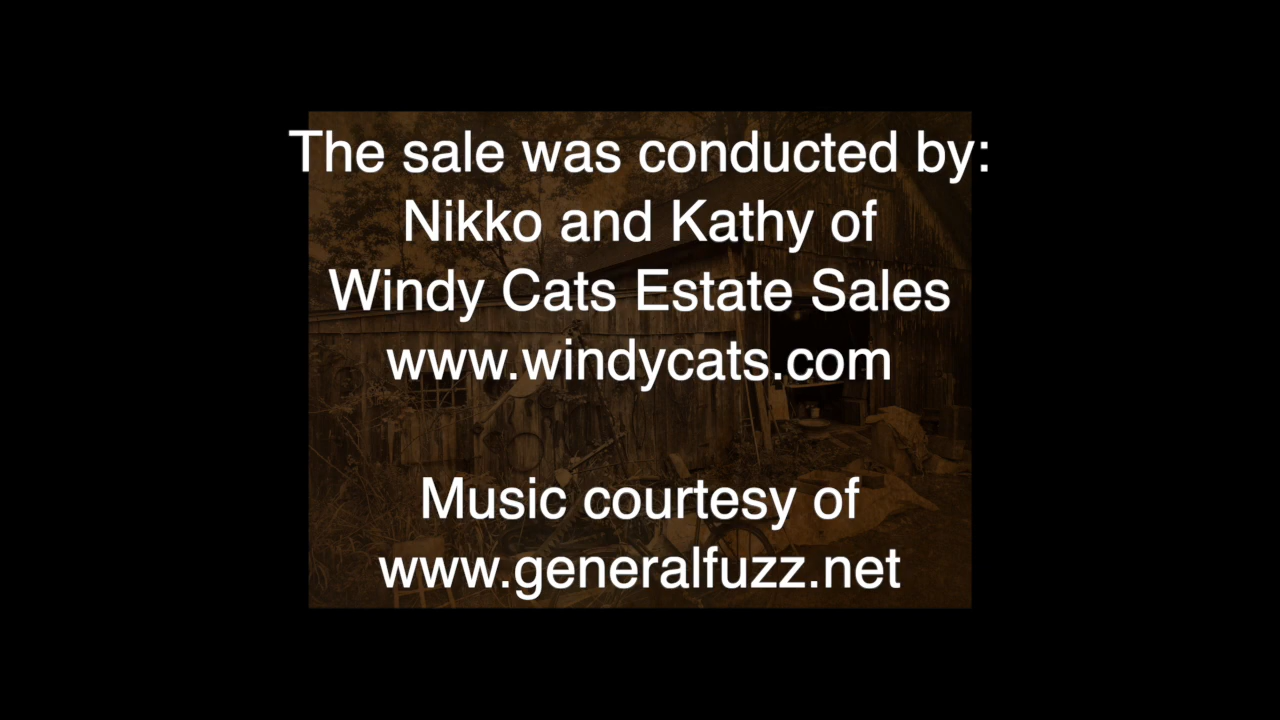 The sale was conducted by:
Nikko and Kathy of
Windy Cats Estate Sales
www.windycats.com
Music courtesy of
www.generalfuzz.net